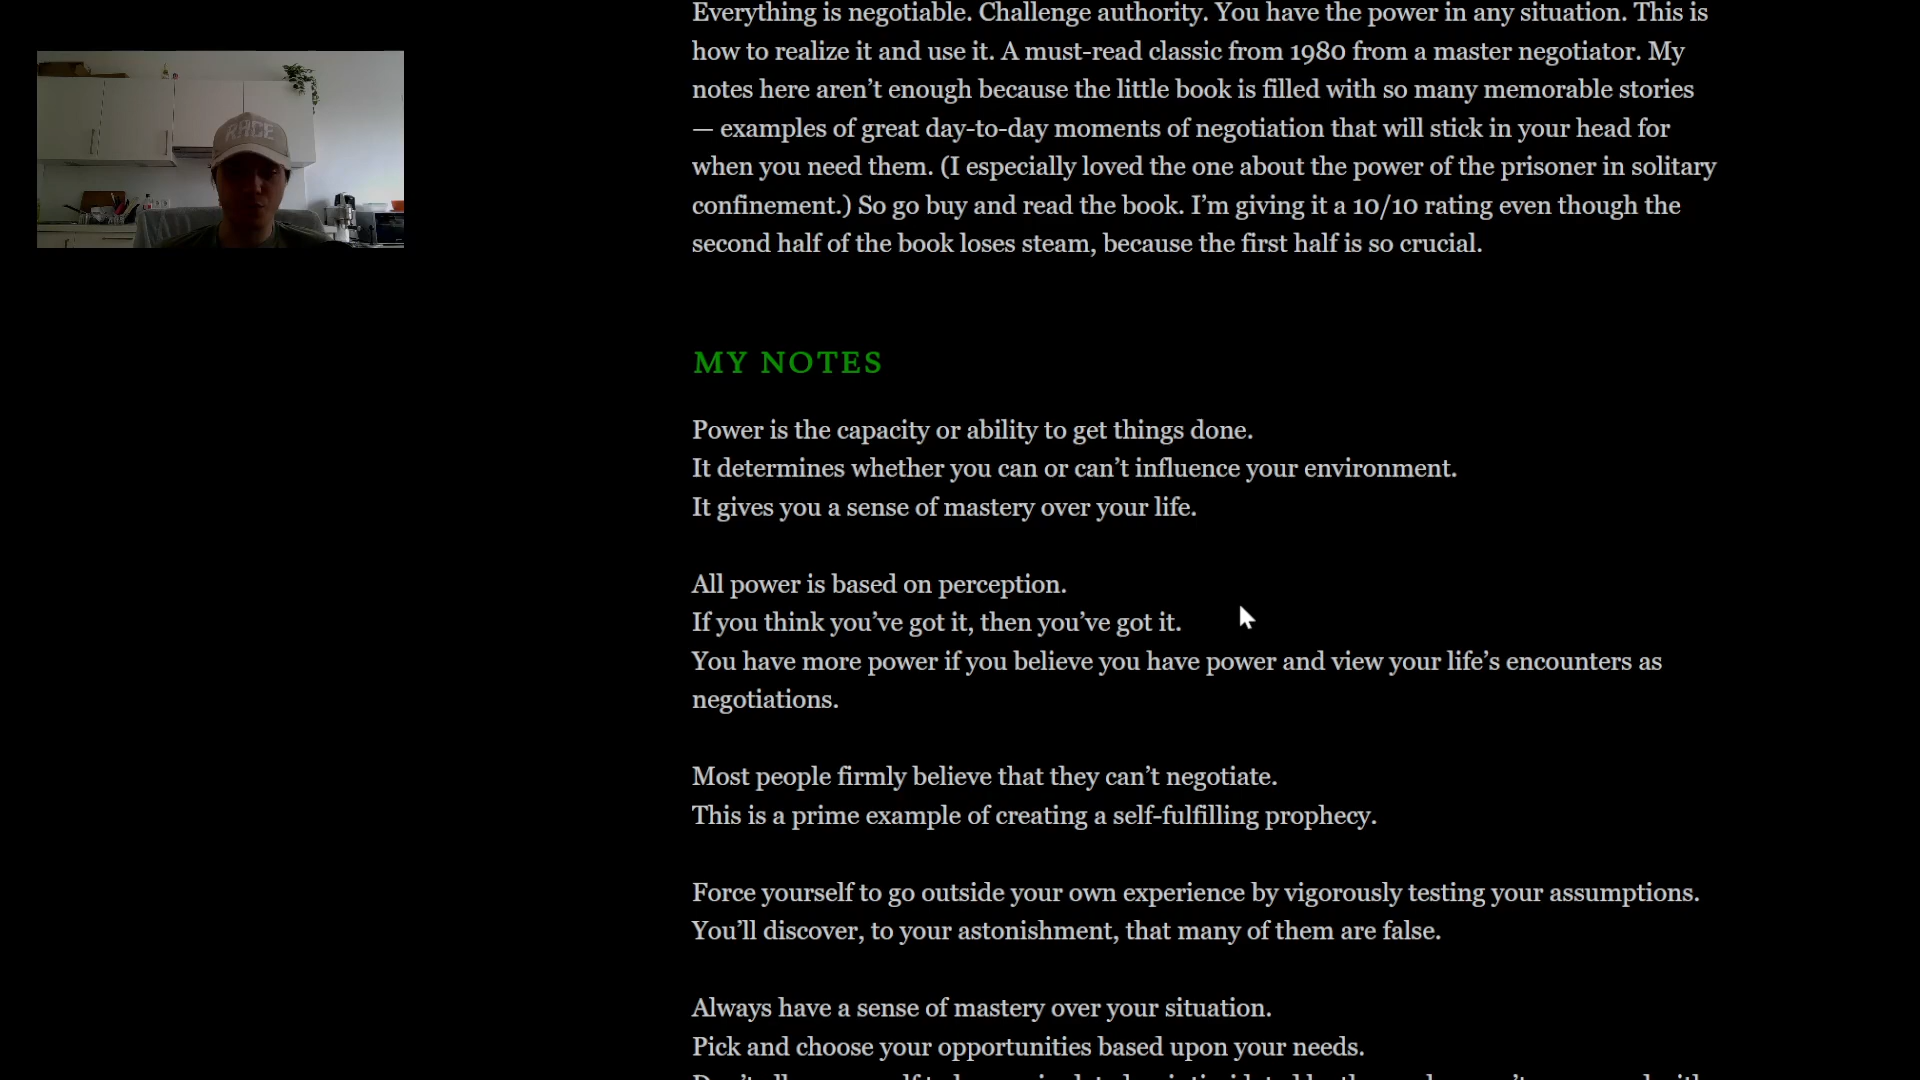 Everything is negotiable. Challenge authority. You have the power in any situation. This is
how to realize it and use it. A must-read classic from 1980 from a master negotiator. My
notes here aren’t enough because the little book is filled with so many memorable stories
— examples of great day-to-day moments of negotiation that will stick in your head for
when you need them. (I especially loved the one about the power of the prisoner in solitary
confinement.) So go buy and read the book. I’m giving it a 10/10 rating even though the
second half of the book loses steam, because the first half is so crucial.
MY NOTES
Power is the capacity or ability to get things done.
It determines whether you can or can’t influence your environment.
It gives you a sense of mastery over your life.
All power is based on perception.
If you think you’ve got it, then you’ve got it.
You have more power if you believe you have power and view your life’s encounters as
negotiations.
Most people firmly believe that they can’t negotiate.
This is a prime example of creating a self-fulfilling prophecy.
Force yourself to go outside your own experience by vigorously testing your assumptions.
You’ll discover, to your astonishment, that many of them are false.
Always have a sense of mastery over your situation.
Pick and choose your opportunities based upon your needs.